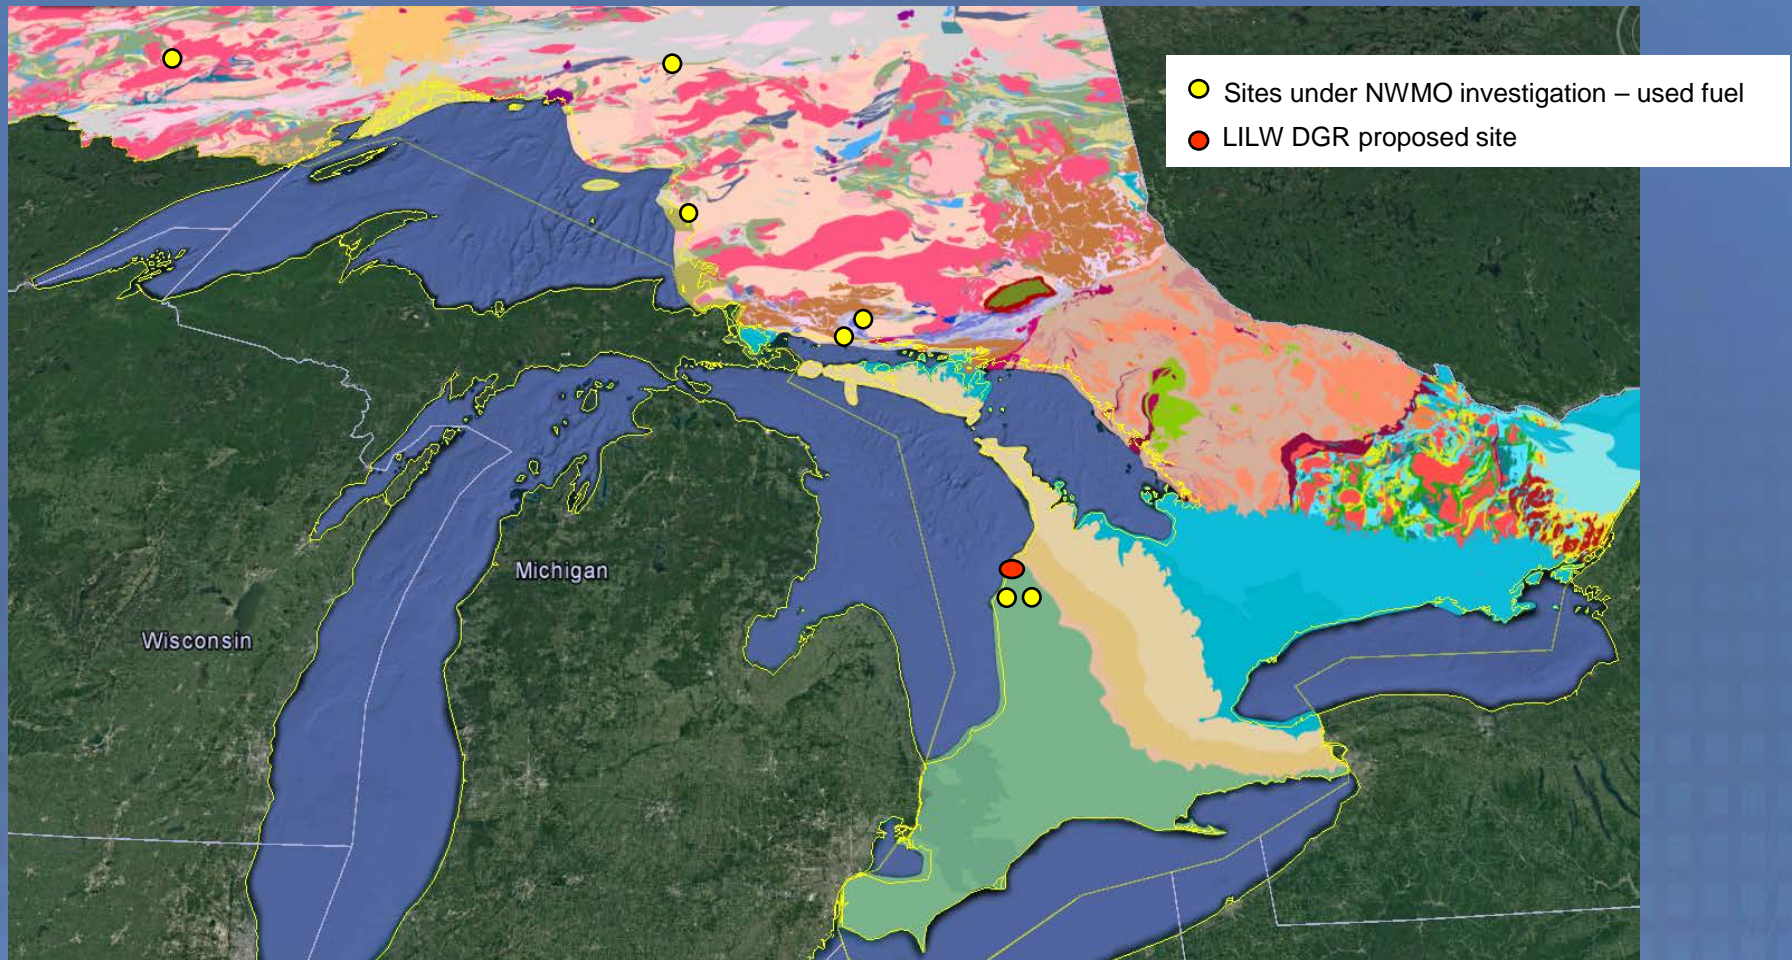 Sites under NWMO investigation – used fuel
LILW DGR proposed site
Michigan
Wisconsin